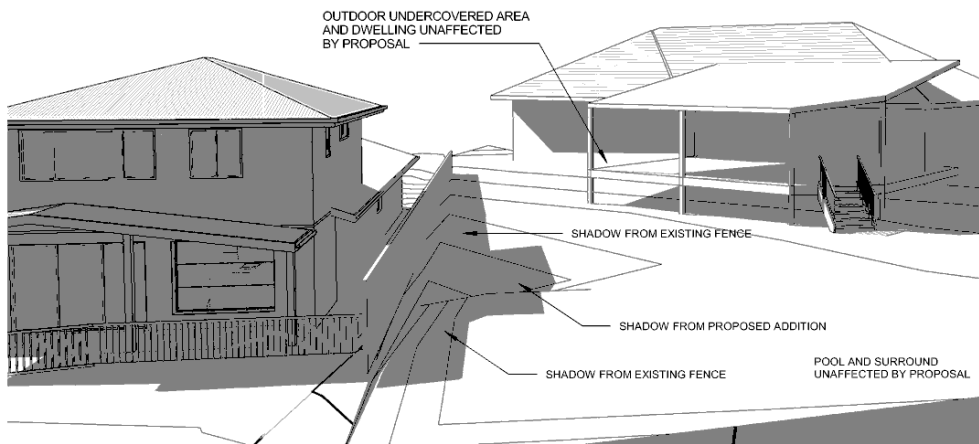 OUTDOOR UNDERCOVERED AREA
AND DWELLING UNAFFECTED
BY PROPOSAL
SHADOW FROM EXISTING FENCE
SHADOW FROM PROPOSED ADDITION
SHADOW FROM EXISTING FENCE
POOL AND SURROUND
UNAFFECTED BY PROPOSAL